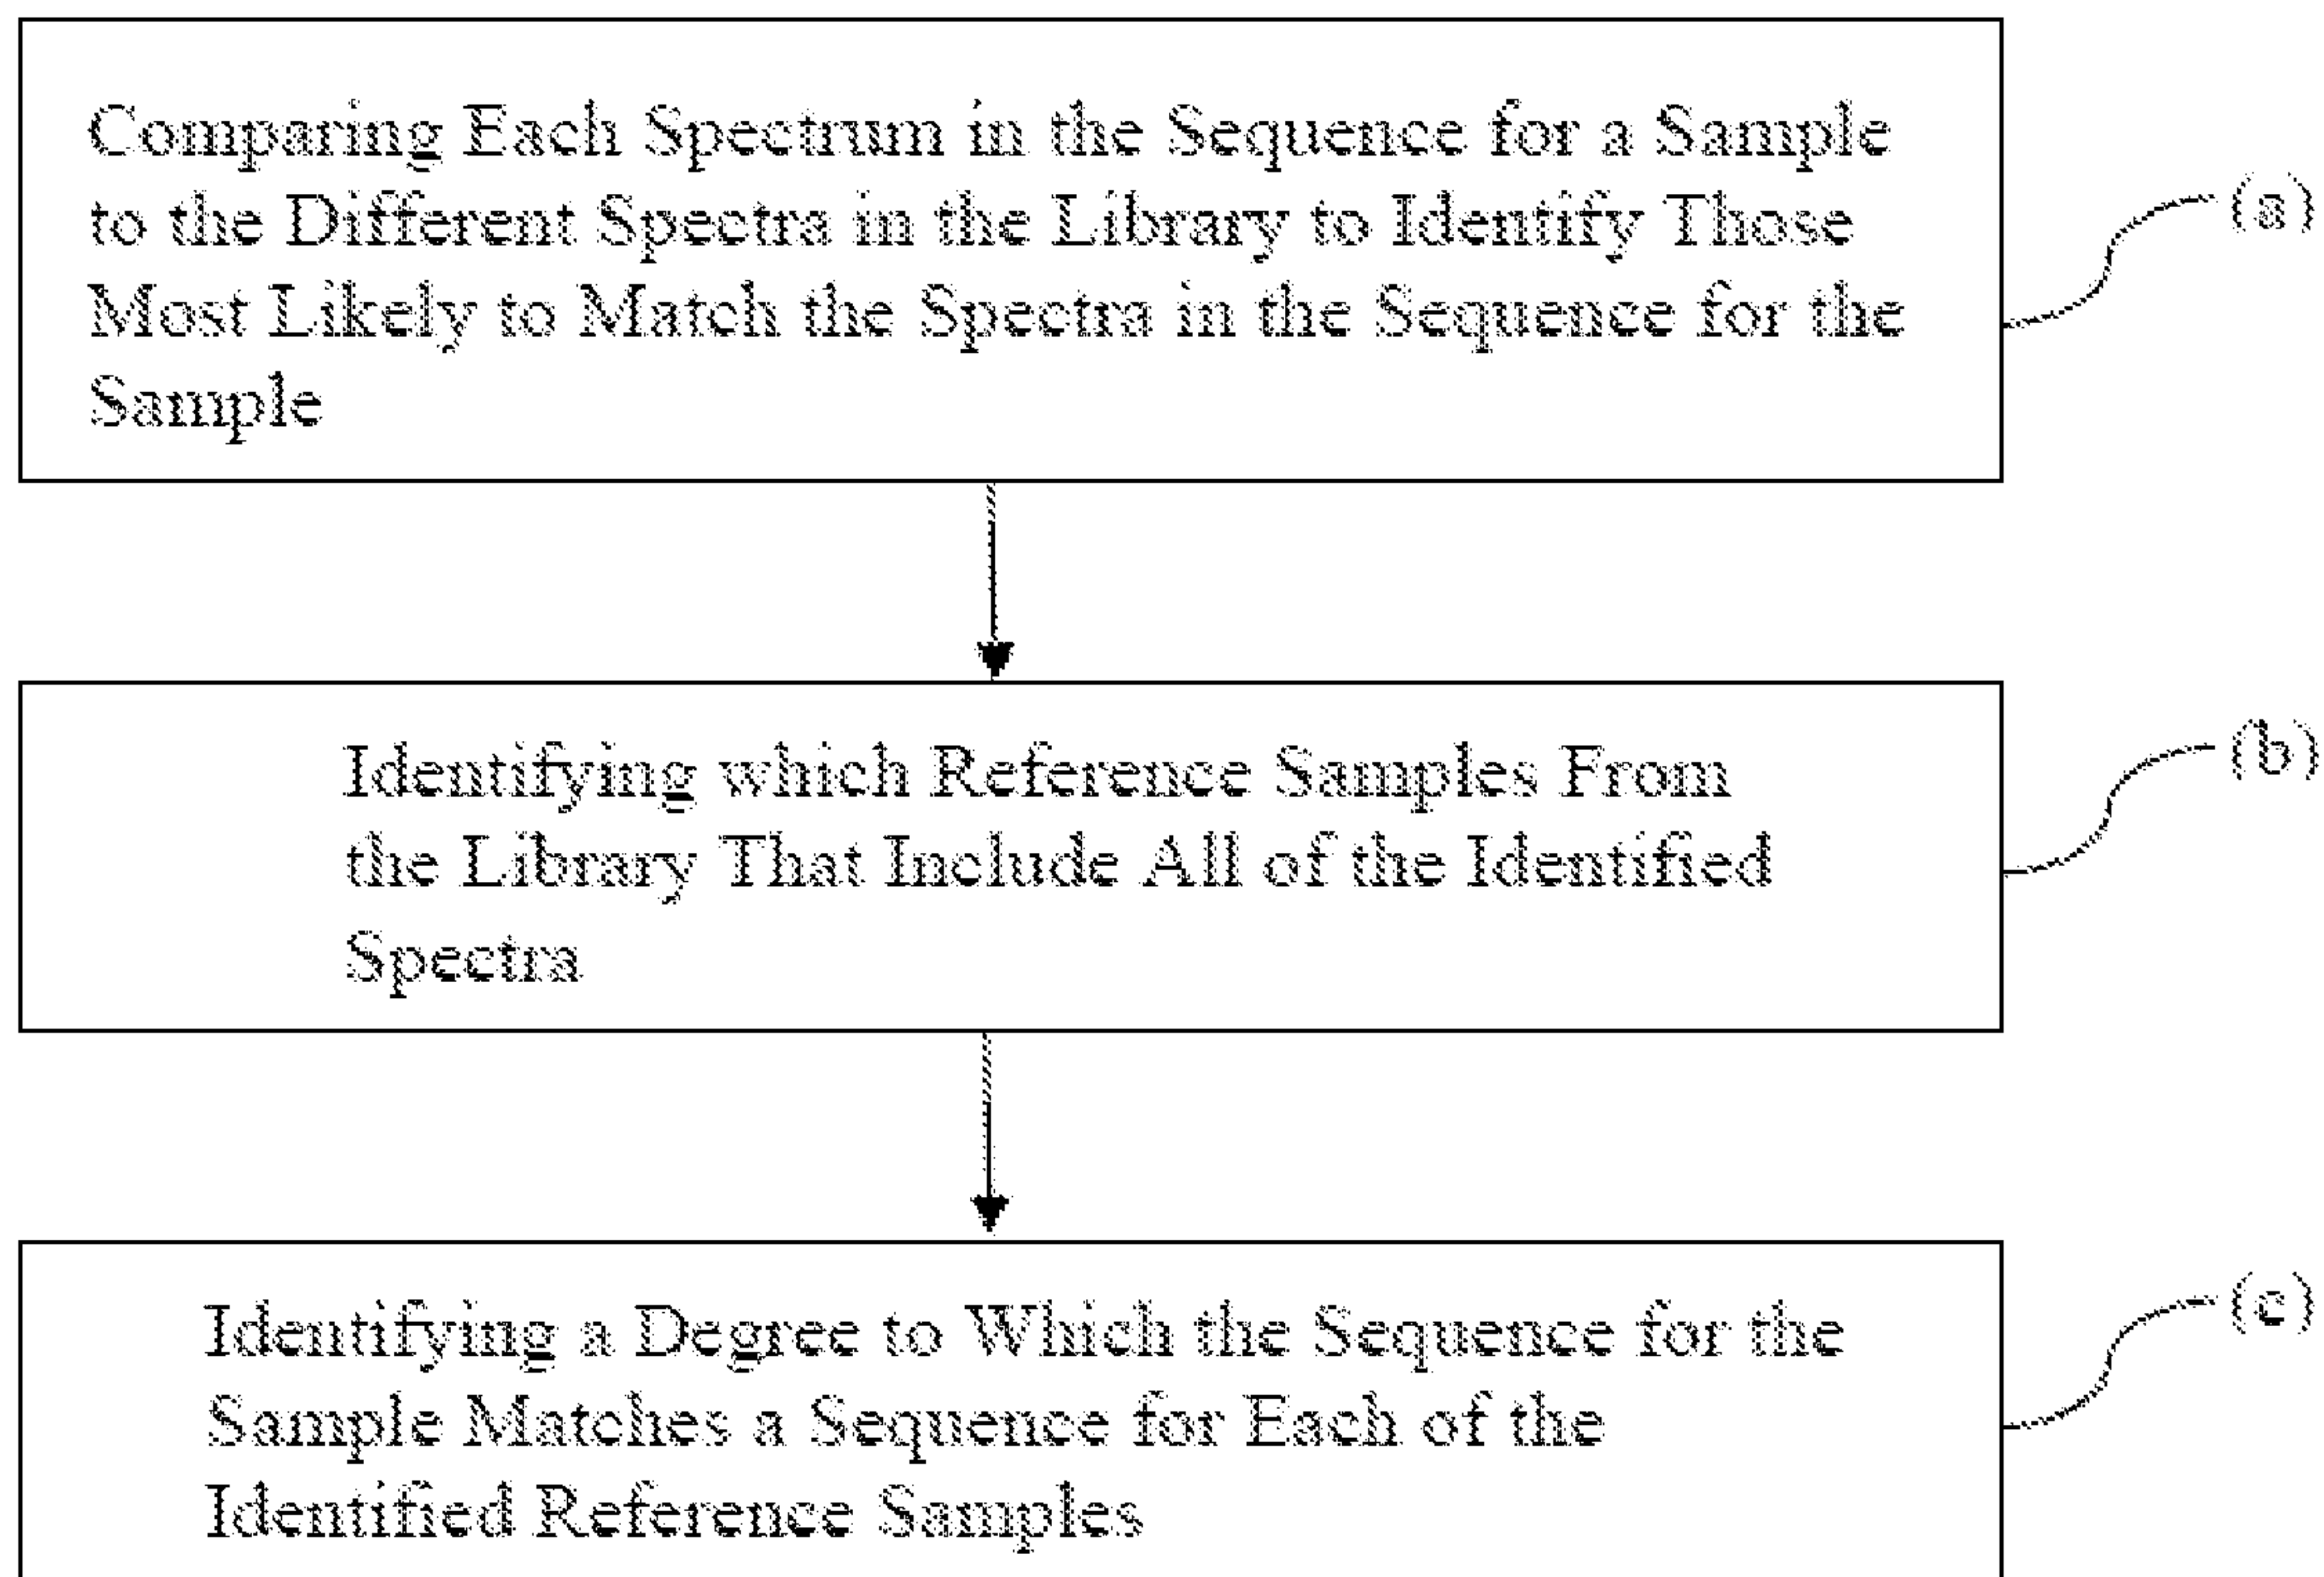 Comparing Each Spectrum in the Sequence for a Sample
to the Different Spectra in the Library to Identify Those
Most Likely to Match the Spectra in the Sequence for the
Sample
(a)
Identifying which Reference Samples From
the Library That Include All of the Identified
Spectra
(b)
Identifying a Degree to Which the Sequence for the
Sample Matches a Sequence for Each of the
Identified Reference Samples
(c)